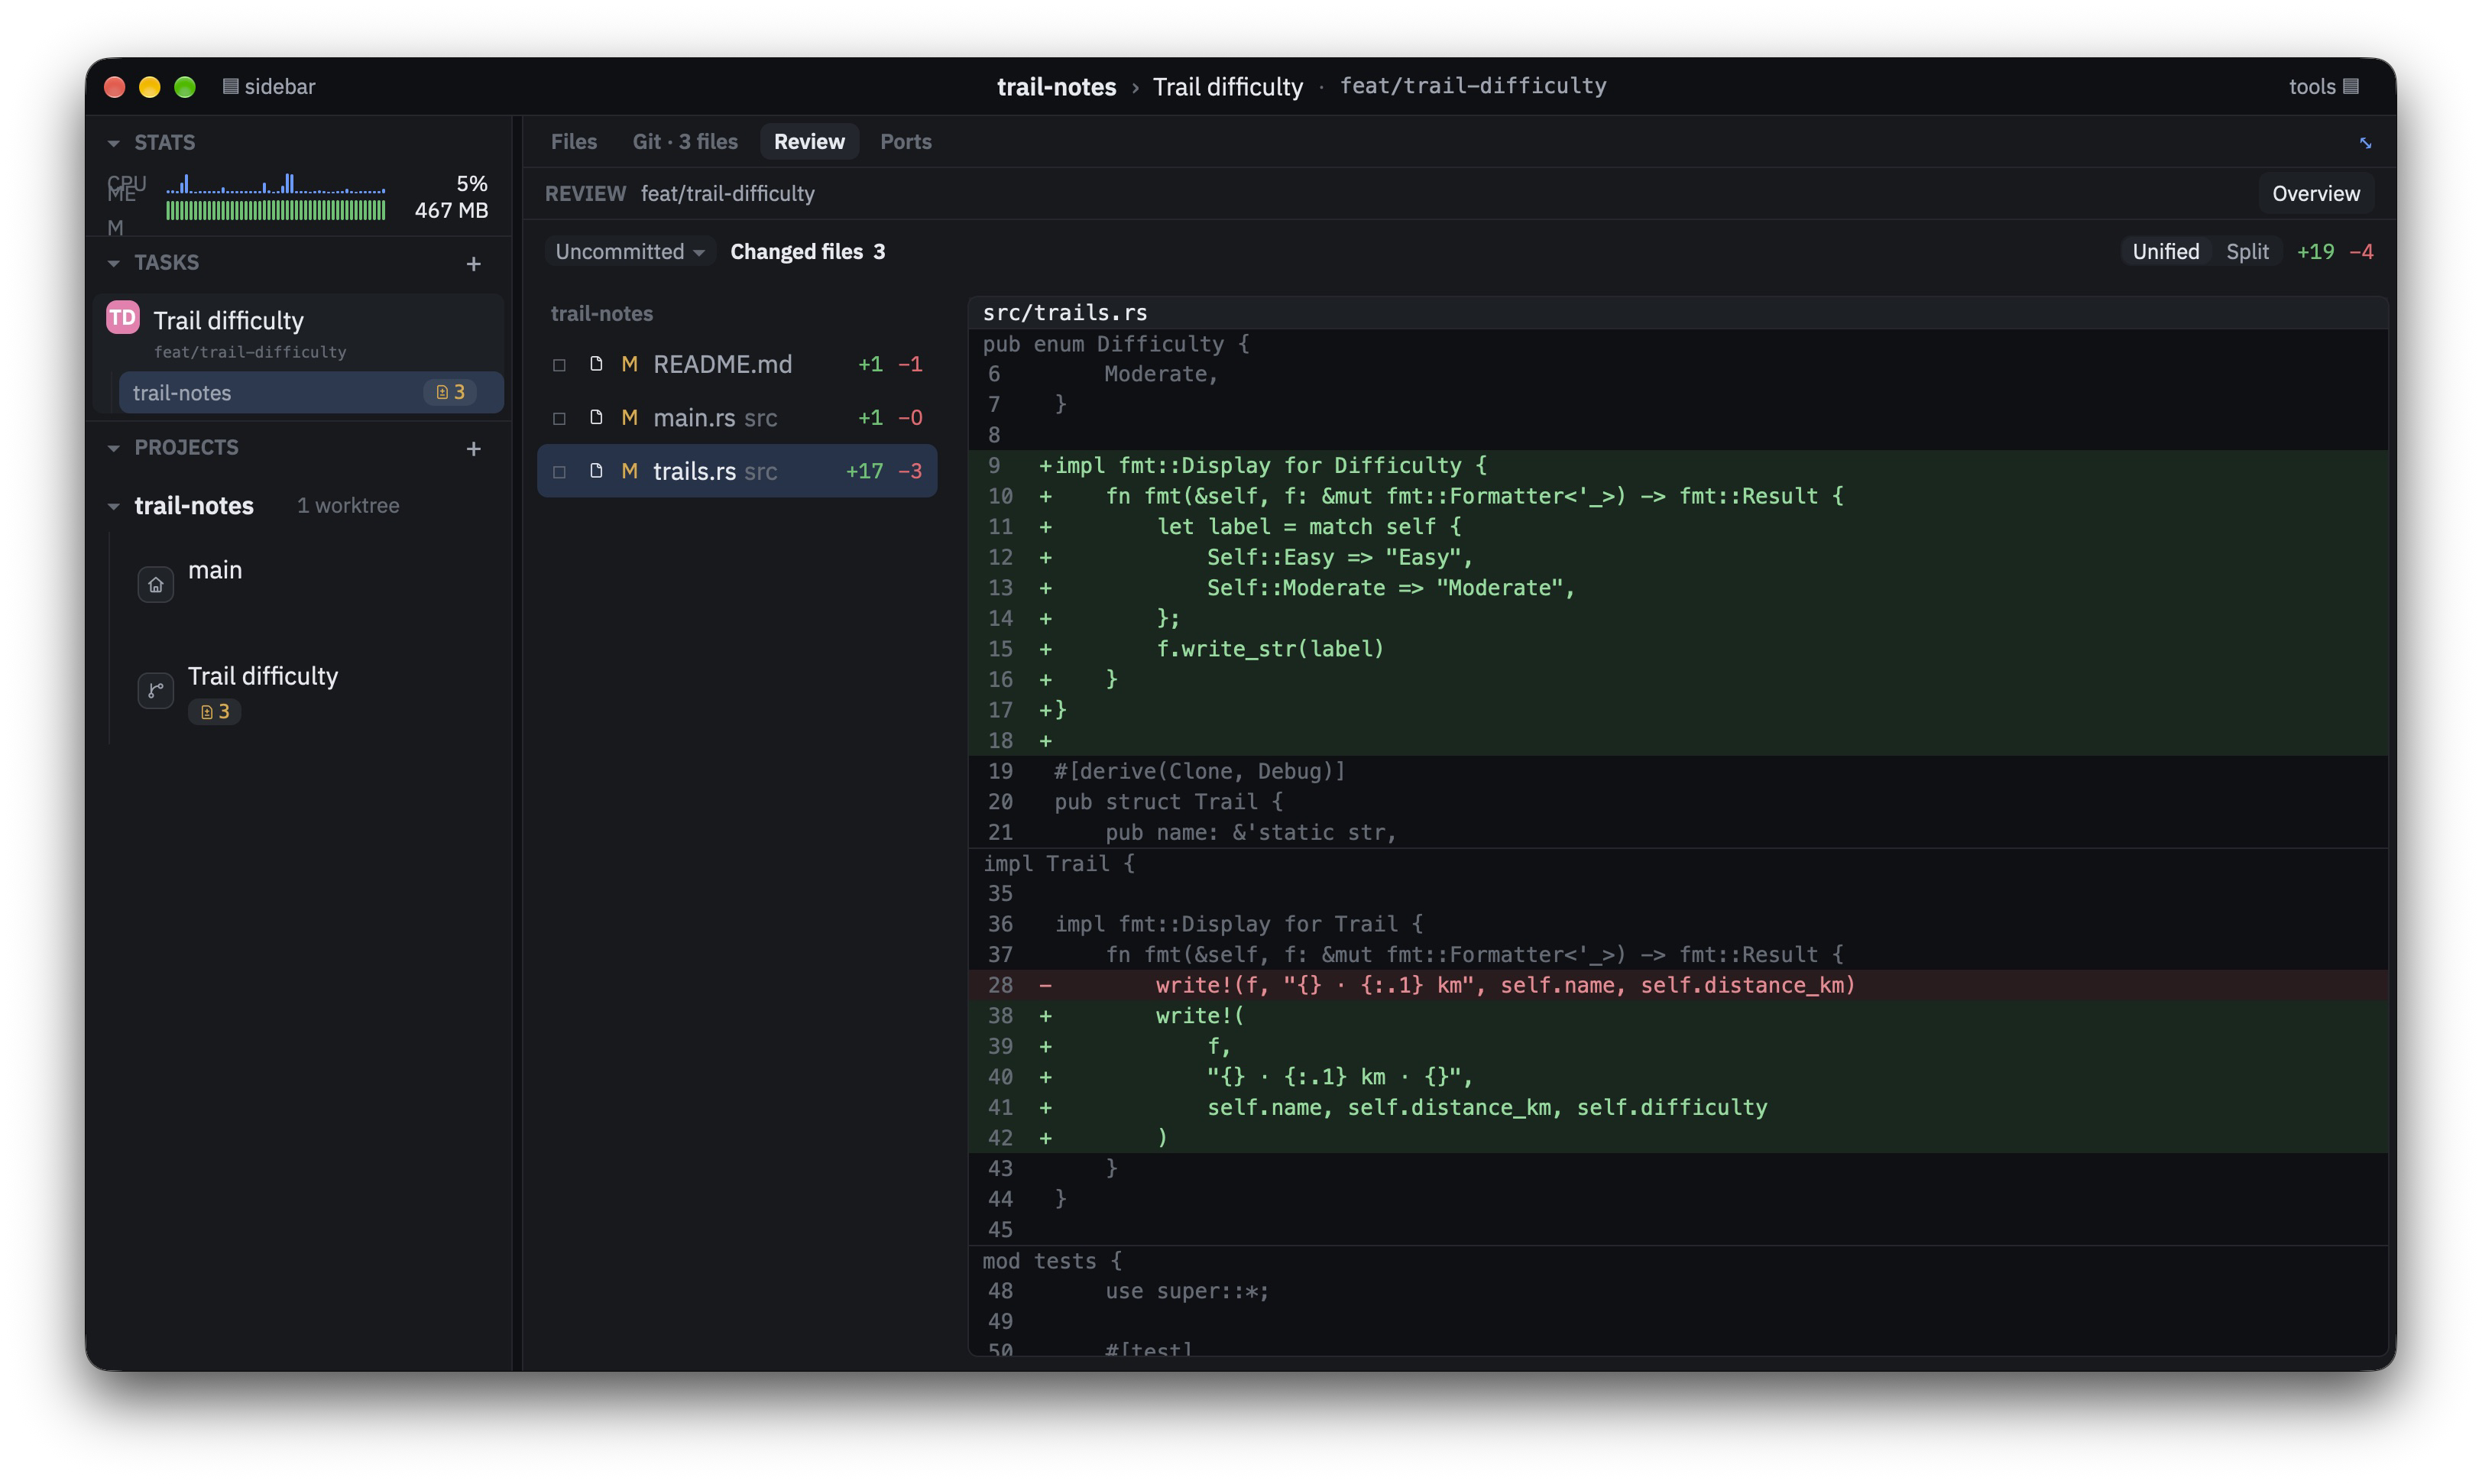 sidebar
trail-notes › Trail difficulty · feat/trail-difficulty
tools
STATS
CPU
MEM
5%
467 MB
TASKS +
TD Trail difficulty
feat/trail-difficulty
trail-notes 3
PROJECTS +
trail-notes 1 worktree
main
Trail difficulty
3
Files Git · 3 files Review Ports
REVIEW feat/trail-difficulty Overview
Uncommitted Changed files 3 Unified Split +19 −4
trail-notes
M README.md +1 −1
M main.rs src +1 −0
M trails.rs src +17 −3
src/trails.rs
pub enum Difficulty {
6     Moderate,
7 }
8
9 +impl fmt::Display for Difficulty {
10 +    fn fmt(&self, f: &mut fmt::Formatter<'_>) -> fmt::Result {
11 +        let label = match self {
12 +            Self::Easy => "Easy",
13 +            Self::Moderate => "Moderate",
14 +        };
15 +        f.write_str(label)
16 +    }
17 +}
18 +
19 #[derive(Clone, Debug)]
20 pub struct Trail {
21     pub name: &'static str,
impl Trail {
35
36 impl fmt::Display for Trail {
37     fn fmt(&self, f: &mut fmt::Formatter<'_>) -> fmt::Result {
28 −        write!(f, "{} · {:.1} km", self.name, self.distance_km)
38 +        write!(
39 +            f,
40 +            "{} · {:.1} km · {}",
41 +            self.name, self.distance_km, self.difficulty
42 +        )
43     }
44 }
45
mod tests {
48     use super::*;
49
50     #[test]